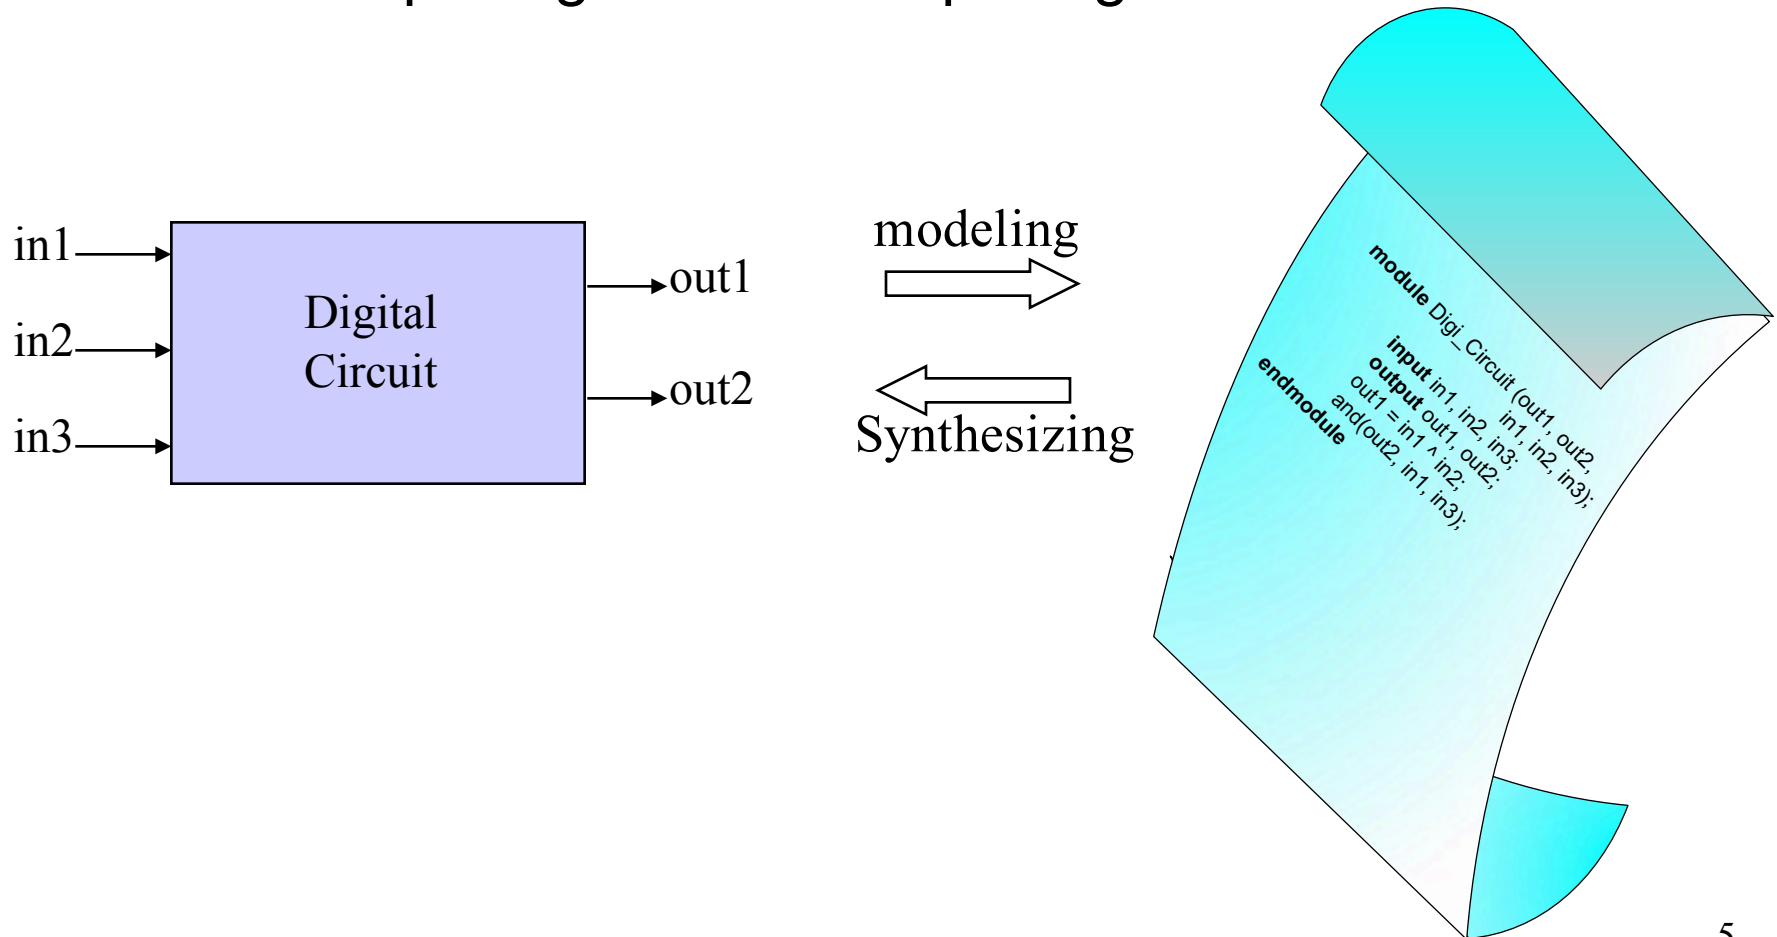 in1
in2
in3
Digital
Circuit
out1
out2
modeling
Synthesizing
module Digi_Circuit (out1, out2,
in1, in2, in3);
input in1, in2, in3;
output out1, out2;
out1 = in1 ^ in2;
and(out2, in1, in3);
endmodule
5